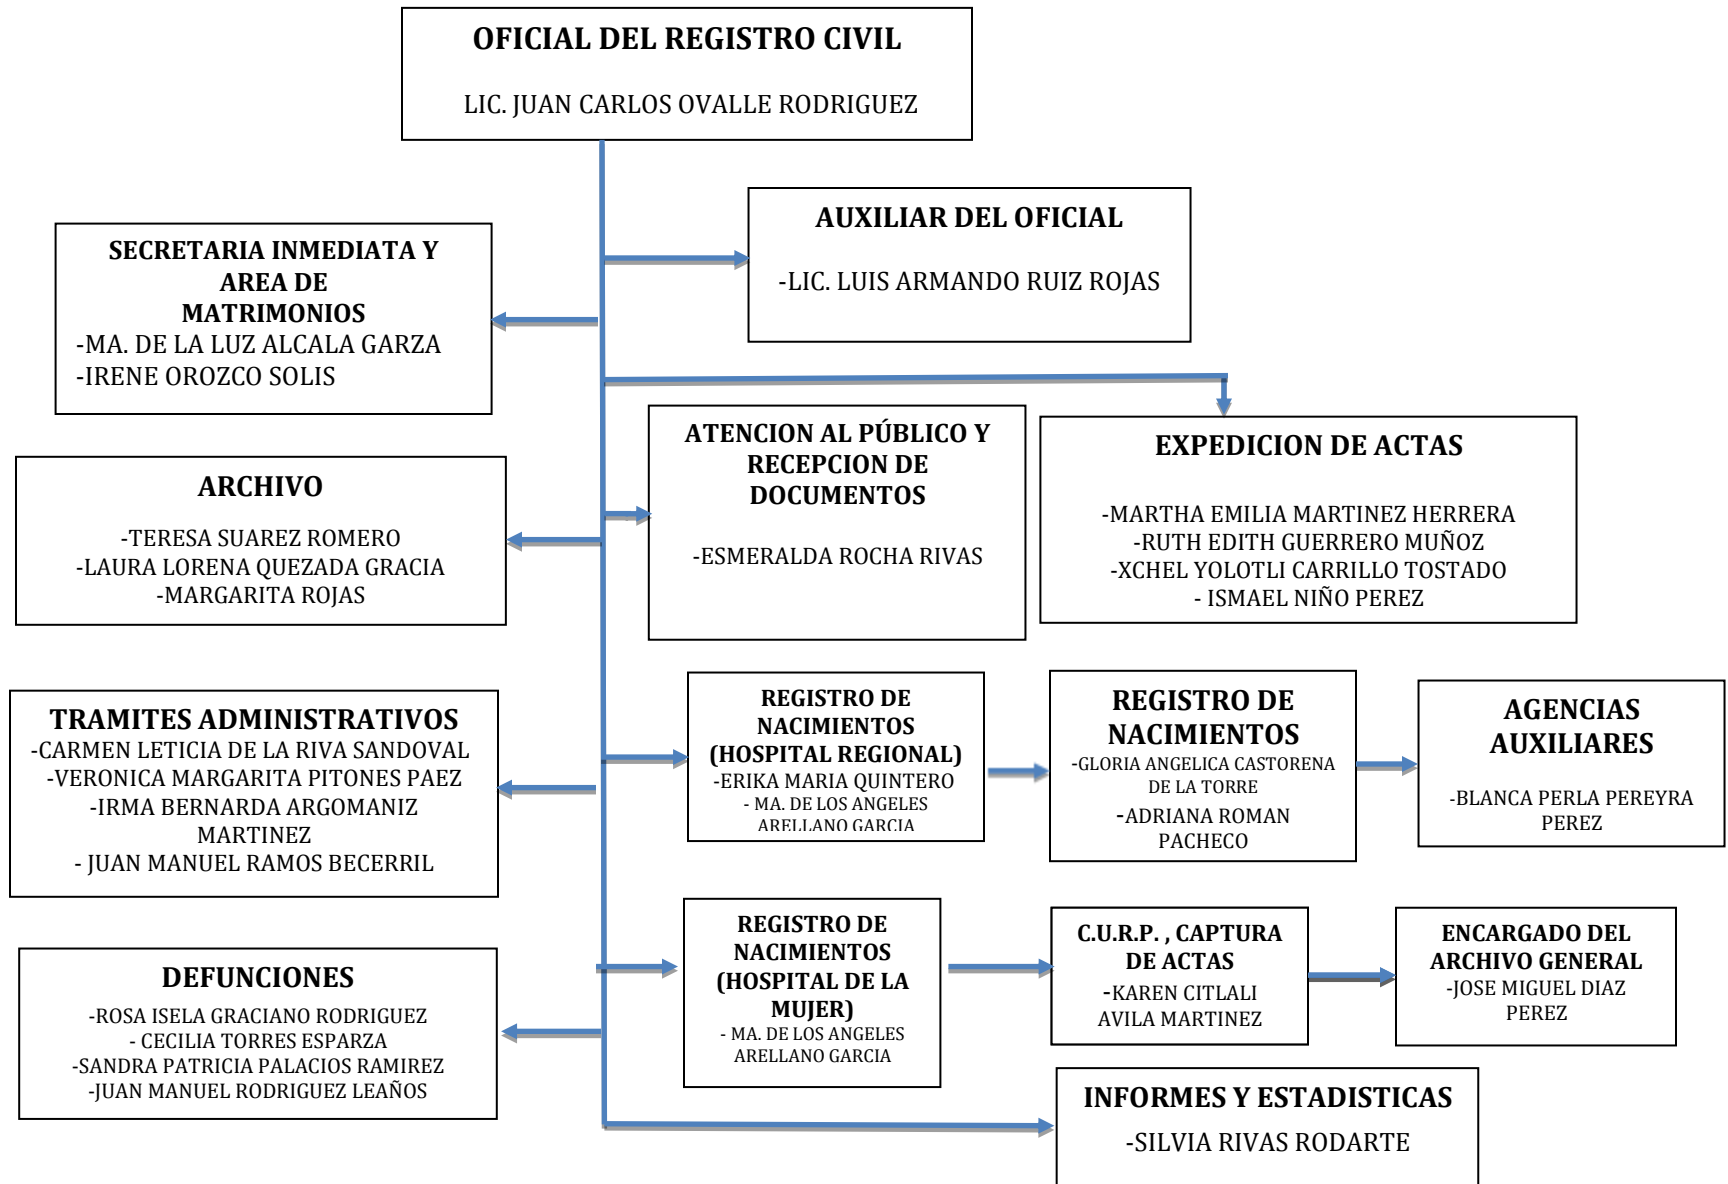 OFICIAL DEL REGISTRO CIVIL
LIC. JUAN CARLOS OVALLE RODRIGUEZ
AUXILIAR DEL OFICIAL
-LIC. LUIS ARMANDO RUIZ ROJAS
SECRETARIA INMEDIATA Y
AREA DE
MATRIMONIOS
-MA. DE LA LUZ ALCALA GARZA
-IRENE OROZCO SOLIS
ATENCION AL PÚBLICO Y
RECEPCION DE
DOCUMENTOS
-ESMERALDA ROCHA RIVAS
EXPEDICION DE ACTAS
-MARTHA EMILIA MARTINEZ HERRERA
-RUTH EDITH GUERRERO MUÑOZ
-XCHEL YOLOTLI CARRILLO TOSTADO
- ISMAEL NIÑO PEREZ
ARCHIVO
-TERESA SUAREZ ROMERO
-LAURA LORENA QUEZADA GRACIA
-MARGARITA ROJAS
TRAMITES ADMINISTRATIVOS
-CARMEN LETICIA DE LA RIVA SANDOVAL
-VERONICA MARGARITA PITONES PAEZ
-IRMA BERNARDA ARGOMANIZ
MARTINEZ
- JUAN MANUEL RAMOS BECERRIL
REGISTRO DE
NACIMIENTOS
(HOSPITAL REGIONAL)
-ERIKA MARIA QUINTERO
- MA. DE LOS ANGELES
ARELLANO GARCIA
REGISTRO DE
NACIMIENTOS
-GLORIA ANGELICA CASTORENA
DE LA TORRE
-ADRIANA ROMAN
PACHECO
AGENCIAS
AUXILIARES
-BLANCA PERLA PEREYRA
PEREZ
DEFUNCIONES
-ROSA ISELA GRACIANO RODRIGUEZ
- CECILIA TORRES ESPARZA
-SANDRA PATRICIA PALACIOS RAMIREZ
-JUAN MANUEL RODRIGUEZ LEAÑOS
REGISTRO DE
NACIMIENTOS
(HOSPITAL DE LA
MUJER)
- MA. DE LOS ANGELES
ARELLANO GARCIA
C.U.R.P. , CAPTURA
DE ACTAS
-KAREN CITLALI
AVILA MARTINEZ
ENCARGADO DEL
ARCHIVO GENERAL
-JOSE MIGUEL DIAZ
PEREZ
INFORMES Y ESTADISTICAS
-SILVIA RIVAS RODARTE